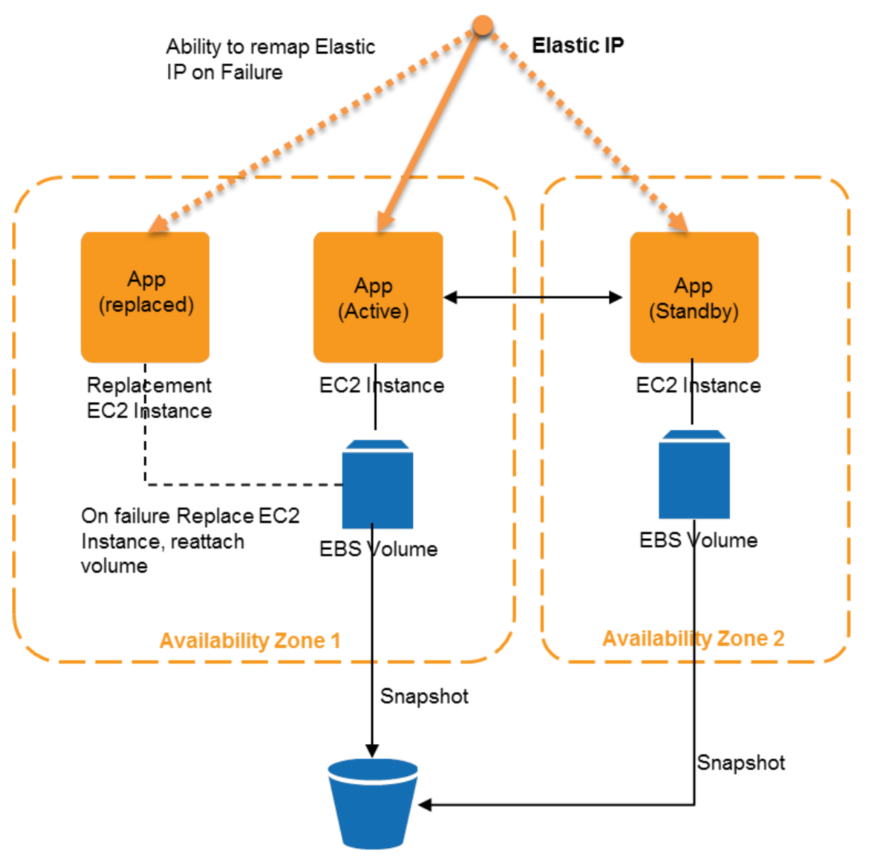 Ability to remap Elastic
IP on Failure
Elastic IP
App
(replaced)
App
(Active)
App
(Standby)
Replacement
EC2 Instance
EC2 Instance
EC2 Instance
On failure Replace EC2
Instance, reattach
volume
EBS Volume
EBS Volume
Availability Zone 1
Availability Zone 2
Snapshot
Snapshot